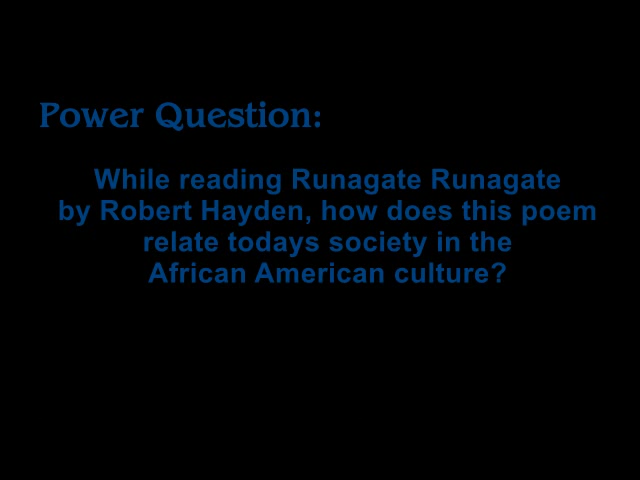 Power Question:
While reading Runagate Runagate
by Robert Hayden, how does this poem
relate todays society in the
African American culture?